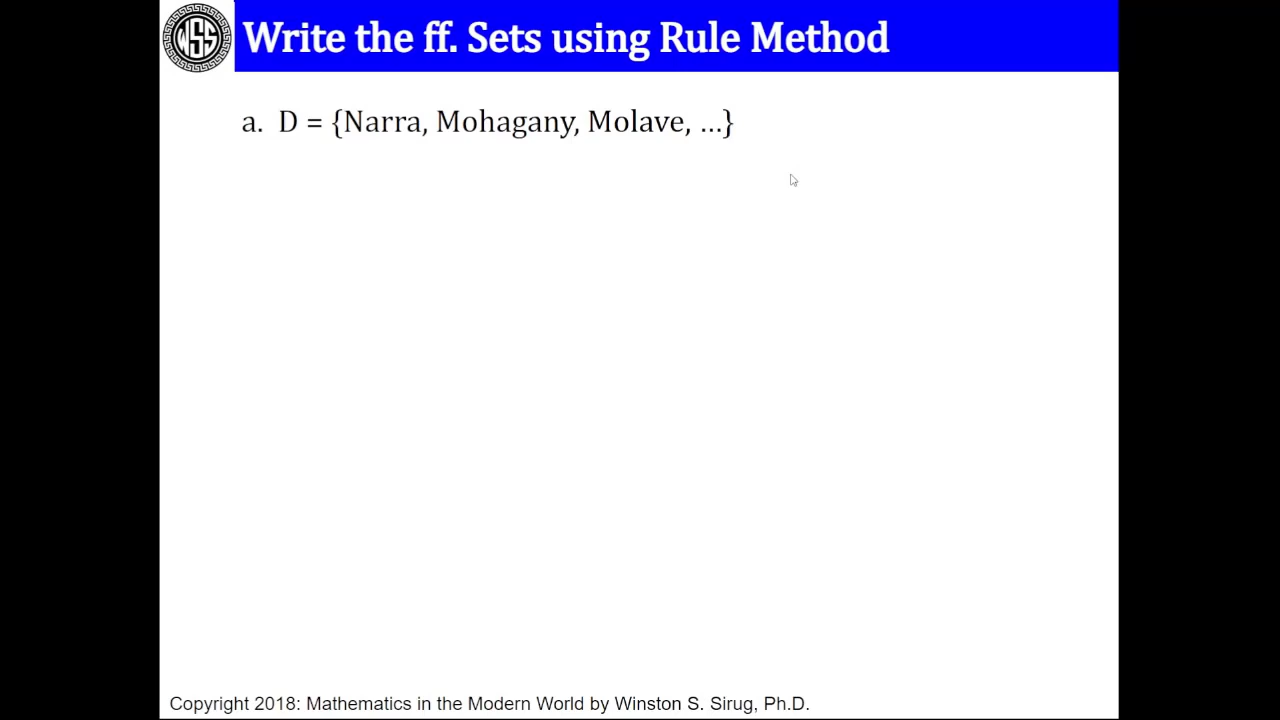 WSS
Write the ff. Sets using Rule Method
a. D = {Narra, Mohagany, Molave, ...}
Copyright 2018: Mathematics in the Modern World by Winston S. Sirug, Ph.D.